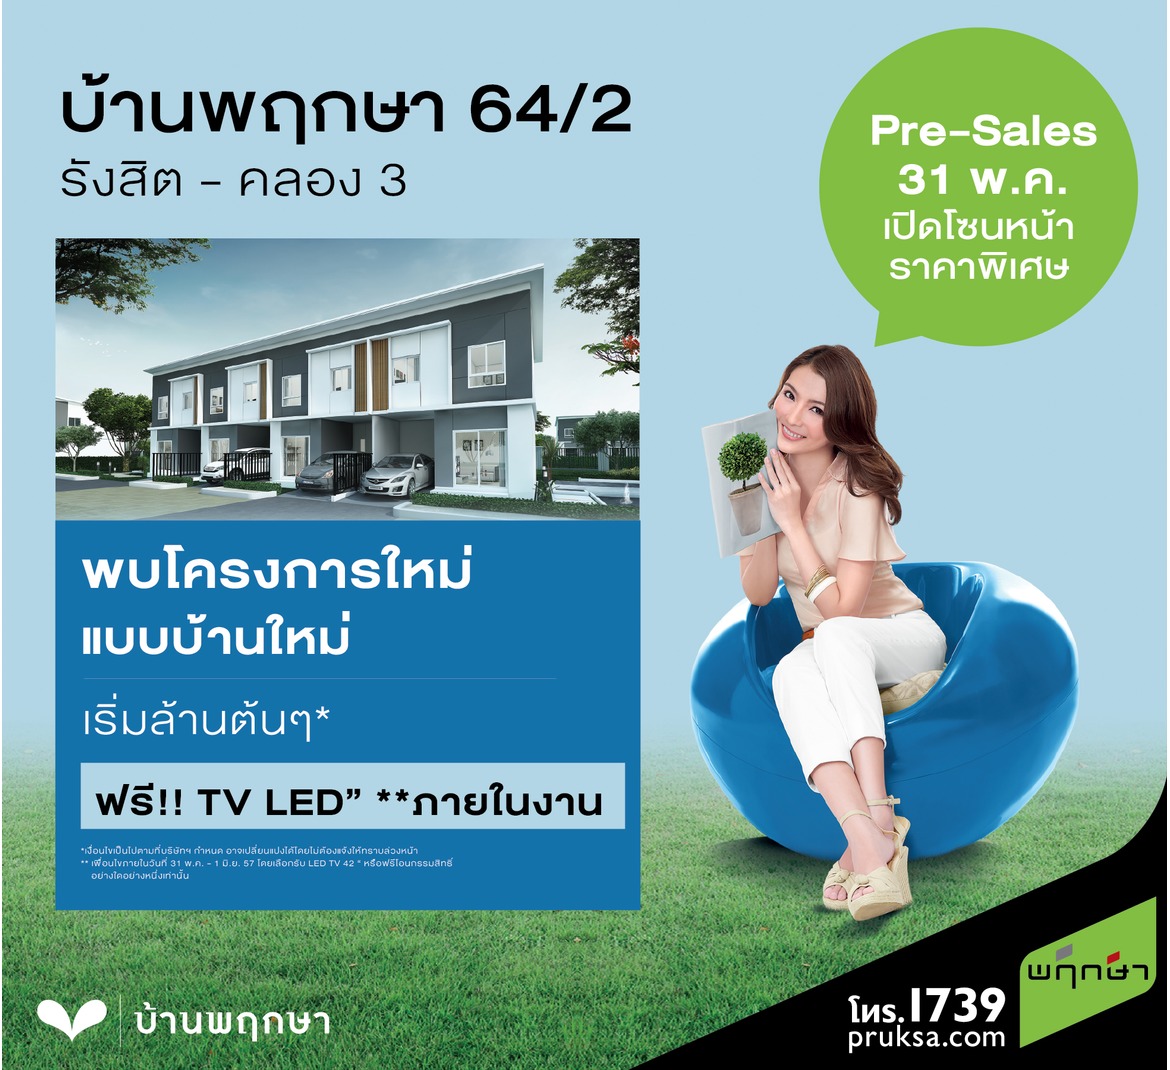 บ้านพฤกษา 64/2
รังสิต - คลอง 3
Pre-Sales
31 พ.ค.
เปิดโซนหน้า
ราคาพิเศษ
พบโครงการใหม่
แบบบ้านใหม่
เริ่มล้านต้นๆ*
ฟรี!! TV LED” **ภายในงาน
*เงื่อนไขเป็นไปตามที่บริษัทฯ กำหนด อาจเปลี่ยนแปงได้โดยไม่ต้องแจ้งให้ทราบล่วงหน้า
** เพื่อนไขภายในวันที่ 31 พ.ค. - 1 มิ.ย. 57 โดยเลือกรับ LED TV 42 “ หรือฟรีโอนกรรมสิทธิ์
อย่างใดอย่างหนึ่งเท่านั้น
บ้านพฤกษา
โทร.1739
pruksa.com
พฤกษา